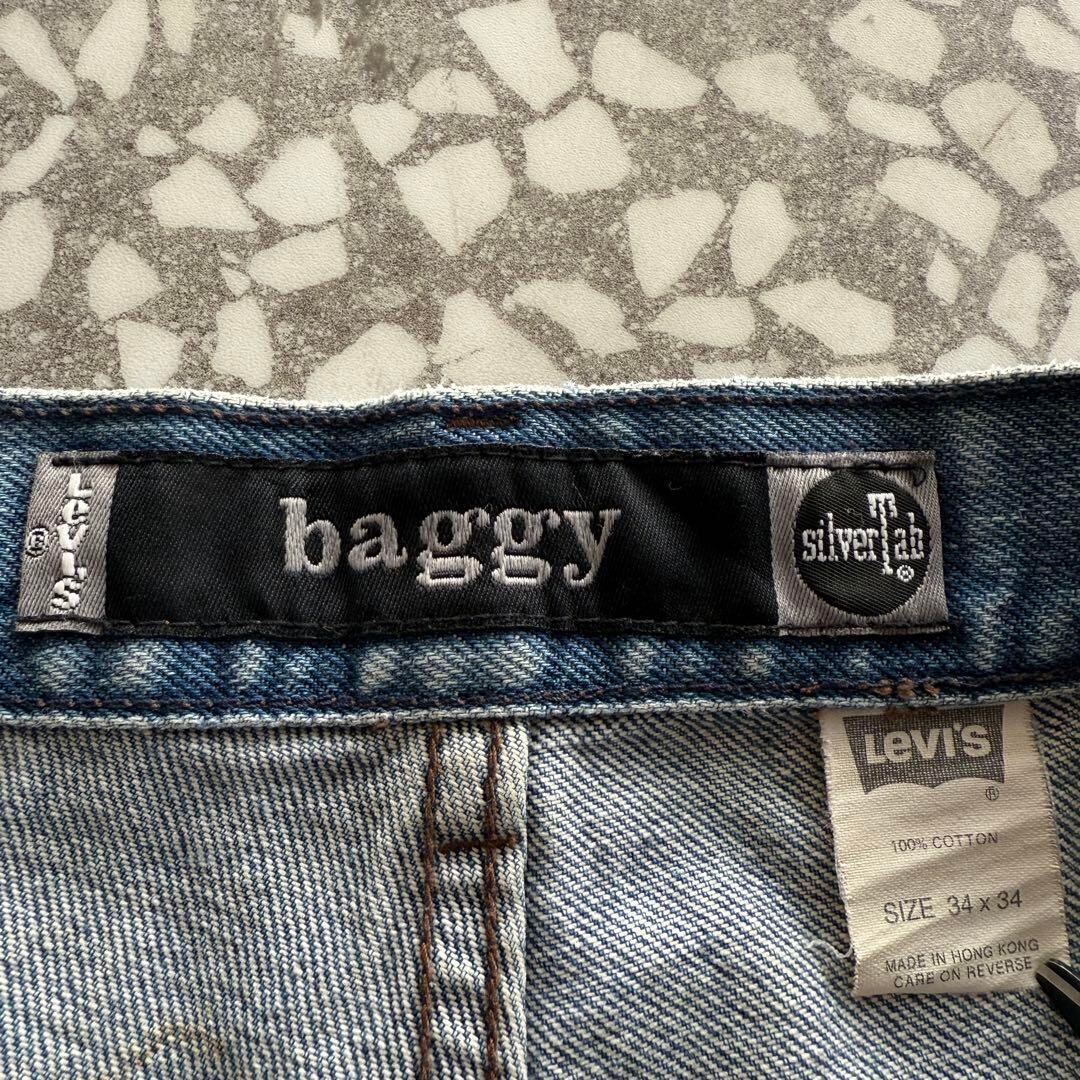 LEVI'S ®
baggy
silverTab ®
LEVI'S ®
100% COTTON
SIZE 34 x 34
MADE IN HONG KONG
CARE ON REVERSE